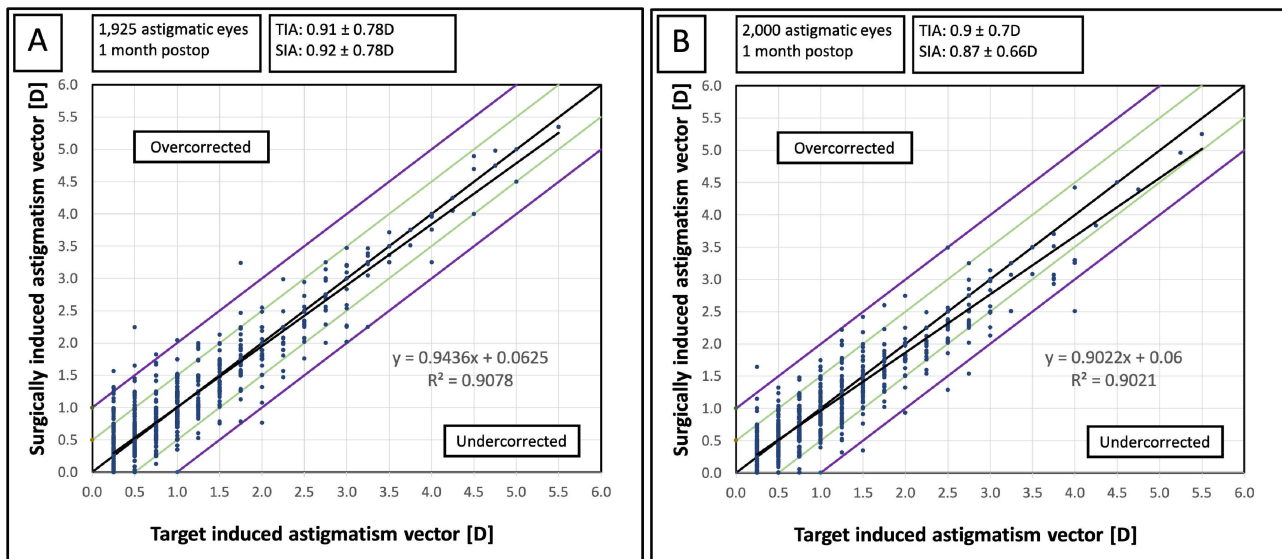 A
1,925 astigmatic eyes
1 month postop
TIA: 0.91 ± 0.78D
SIA: 0.92 ± 0.78D
Surgically induced astigmatism vector [D]
6.0
5.5
5.0
4.5
4.0
3.5
3.0
2.5
2.0
1.5
1.0
0.5
0.0
Overcorrected
y = 0.9436x + 0.0625
R² = 0.9078
Undercorrected
0.0 0.5 1.0 1.5 2.0 2.5 3.0 3.5 4.0 4.5 5.0 5.5 6.0
Target induced astigmatism vector [D]
B
2,000 astigmatic eyes
1 month postop
TIA: 0.9 ± 0.7D
SIA: 0.87 ± 0.66D
Surgically induced astigmatism vector [D]
6.0
5.5
5.0
4.5
4.0
3.5
3.0
2.5
2.0
1.5
1.0
0.5
0.0
Overcorrected
y = 0.9022x + 0.06
R² = 0.9021
Undercorrected
0.0 0.5 1.0 1.5 2.0 2.5 3.0 3.5 4.0 4.5 5.0 5.5 6.0
Target induced astigmatism vector [D]